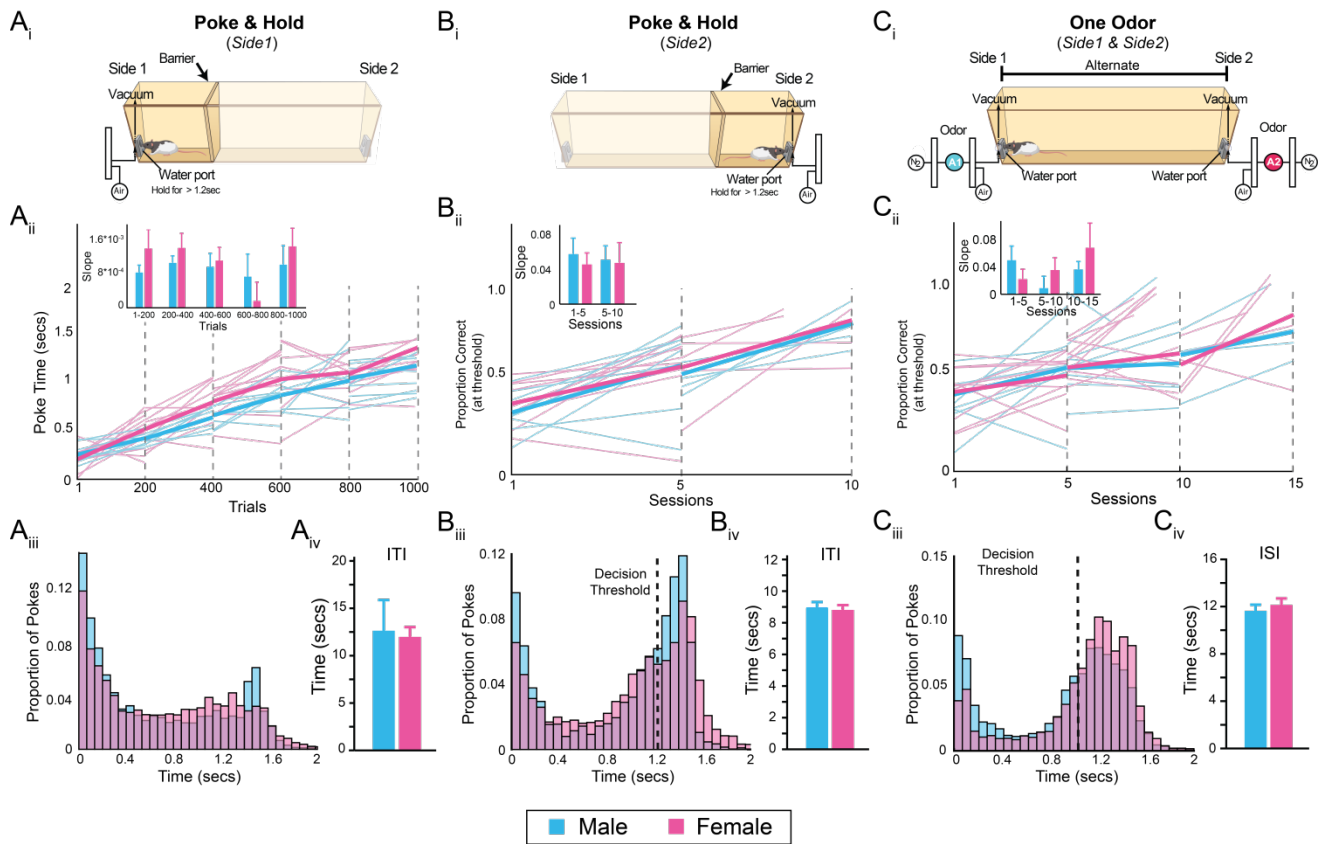 Ai
Poke & Hold
(Side1)
Barrier
Side 1
Side 2
Vacuum
Water port
Hold for > 1.2sec
Air
Bi
Poke & Hold
(Side2)
Barrier
Side 1
Side 2
Vacuum
Water port
Hold for > 1.2sec
Air
Ci
One Odor
(Side1 & Side2)
Side 1
Alternate
Side 2
Vacuum
Vacuum
Odor
Odor
N2
A1
A2
N2
Water port
Water port
Air
Air
Aii
1.6*10-3
8*10-4
0
Slope
1-200 200-400 400-600 600-800 800-1000
Trials
Poke Time (secs)
2
1.5
1
0.5
0
1 200 400 600 800 1000
Trials
Bii
Slope
0.08
0.04
0
1-5 5-10
Sessions
Proportion Correct
(at threshold)
1.0
0.5
0
1 5 10
Sessions
Cii
Slope
0.08
0.04
0
1-5 5-10 10-15
Sessions
Proportion Correct
(at threshold)
1.0
0.5
0
1 5 10 15
Sessions
Aiii
Proportion of Pokes
0.12
0.08
0.04
0
0 0.4 0.8 1.2 1.6 2
Time (secs)
Aiv
ITI
Time (secs)
20
15
10
5
0
Biii
Proportion of Pokes
0.12
0.08
0.04
0
Decision
Threshold
0 0.4 0.8 1.2 1.6 2
Time (secs)
Biv
ITI
Time (secs)
12
10
8
6
4
2
0
Ciii
Proportion of Pokes
0.15
0.10
0.05
0
Decision
Threshold
0 0.4 0.8 1.2 1.6 2
Time (secs)
Civ
ISI
Time (secs)
16
12
8
4
0
Male Female